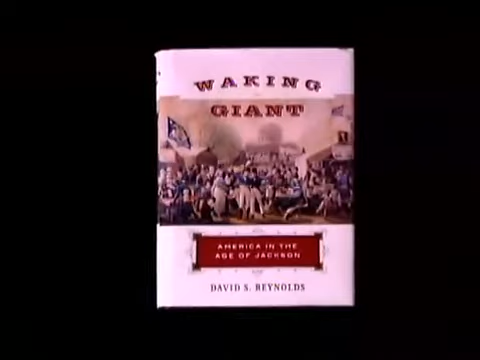 WAKING
GIANT
AMERICA IN THE
AGE OF JACKSON
DAVID S. REYNOLDS